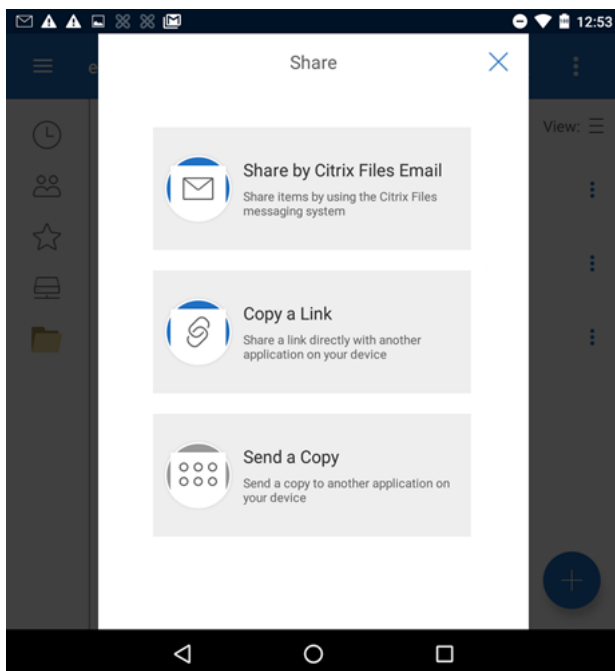 12:53
e
Share
View:
Share by Citrix Files Email
Share items by using the Citrix Files
messaging system
Copy a Link
Share a link directly with another
application on your device
Send a Copy
Send a copy to another application on
your device